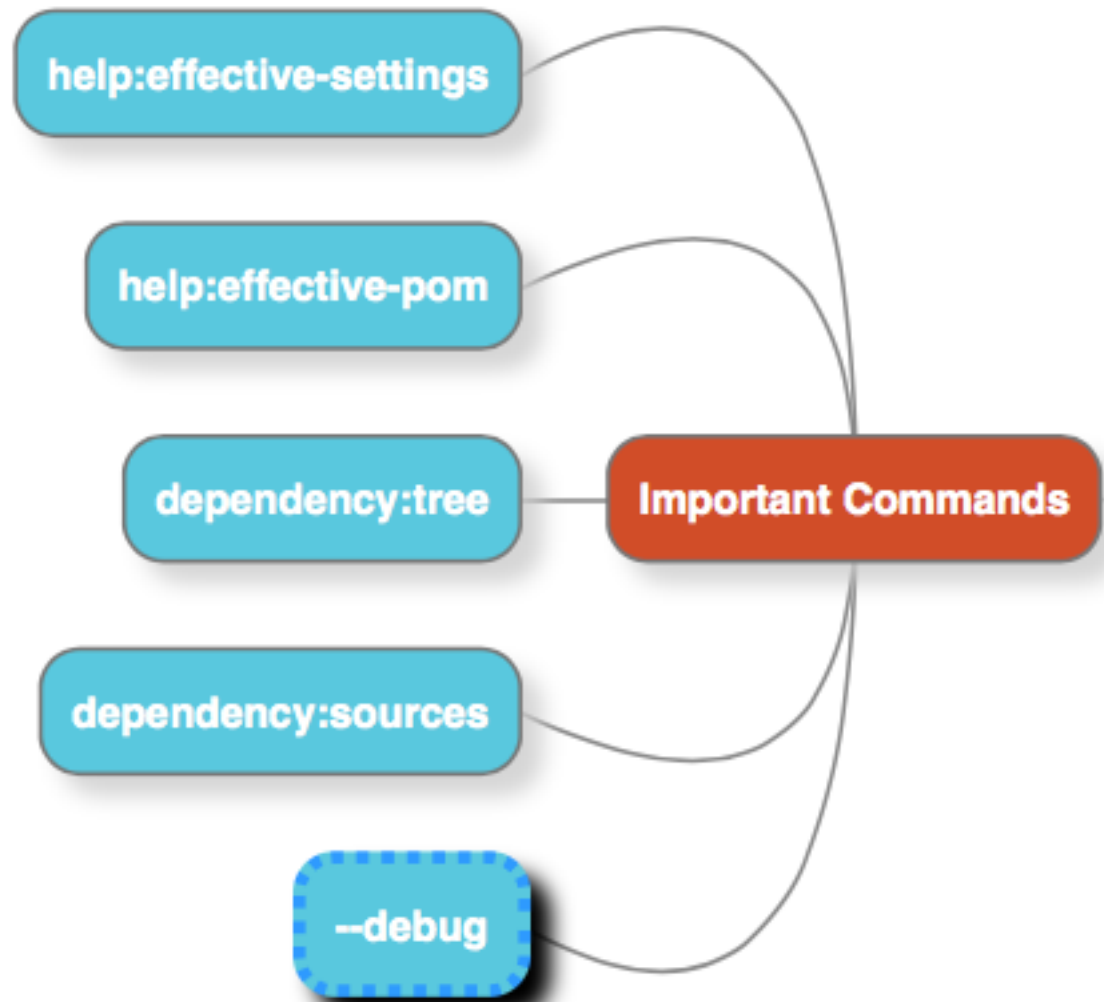 help:effective-settings
help:effective-pom
dependency:tree
Important Commands
dependency:sources
--debug